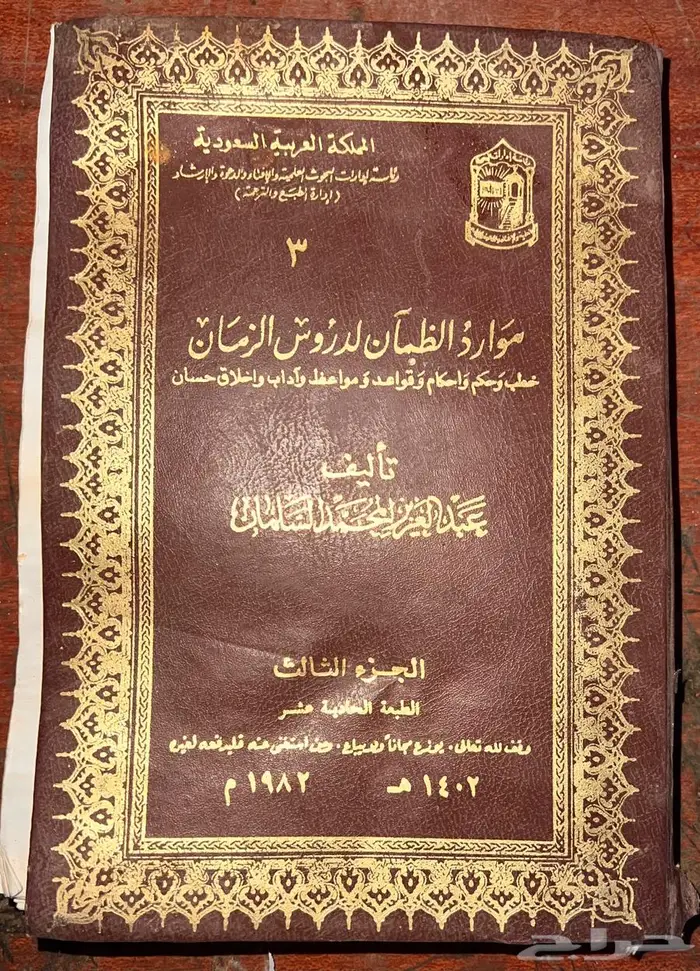 المملكة العربية السعودية
رئاسة إدارات البحوث العلمية والإفتاء والدعوة والإرشاد
( إدارة الطبع والترجمة )
٣
موارد الظمآن لدروس الزمان
خطب وحكم واحكام وقواعد ومواعظ وآداب واخلاق حسان
تأليف
عبد العزيز المحمد السلمان
الجزء الثالث
الطبعة الحادية عشر
وقف لله تعالى . يوزع مجاناً ولا يباع . ومن استغنى عنه فليدفعه لغيره
١٤٠٢ هـ ١٩٨٢ م
حراج